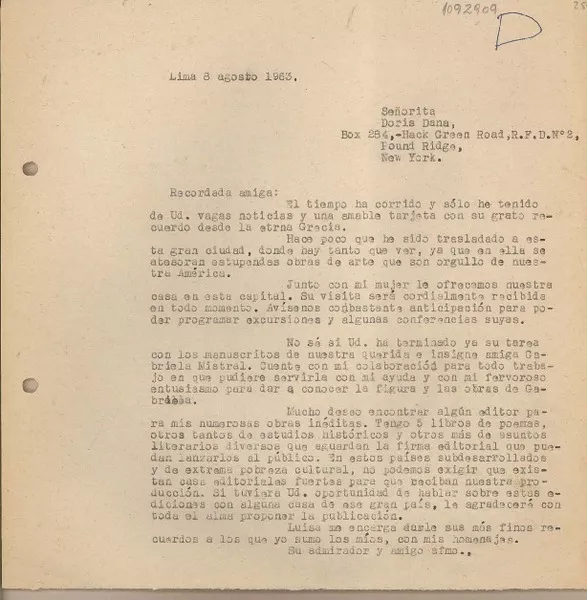 1092909
D
Lima 8 agosto 1963.
Señorita
Doris Dana,
Box 284,-Hack Green Road,R.F.D.Nº2,
Pound Ridge,
New York.
Recordada amiga:
El tiempo ha corrido y sólo he tenido
de Ud. vagas noticias y una amable tarjeta con su grato re-
cuerdo desde la etrna Grecia.
Hace poco que he sido trasladado a es-
ta gran ciudad, donde hay tanto que ver, ya que en ella se
atesoran estupendas obras de arte que son orgullo de nues-
tra América.
Junto con mi mujer le ofrecemos nuestra
casa en esta capital. Su visita será cordialmente recibida
en todo momento. Avísenos conbastante anticipación para po-
der programar excursiones y algunas conferencias suyas.
No sé si Ud. ha terminado ya su tarea
con los manuscritos de nuestra querida e insigne amiga Ga-
briela Mistral. Cuente con mi colaboración para todo traba-
jo en que pudiere servirla con mi ayuda y con mi fervoroso
entusiasmo para dar a conocer la figura y las obras de Ga-
briela.
Mucho deseo encontrar algún editor pa-
ra mis numerosas obras inéditas. Tengo 5 libros de poemas,
otros tantos de estudios históricos y otros más de asuntos
literarios diversos que aguardan la firma editorial que pue-
dan lanzarlos al público. En estos países subdesarrollados
y de extrema pobreza cultural, no podemos exigir que exis-
tan casa editoriales fuertes para que reciban nuestra pro-
ducción. Si tuviera Ud. oportunidad de hablar sobre estas e-
diciones con alguna casa de ese gran país, le agradeceré con
toda el alma proponer la publicación.
Luisa me encarga darle sus más finos re-
cuerdos a los que yo sumo los míos, con mis homenajes.
Su admirador y amigo afmo.,